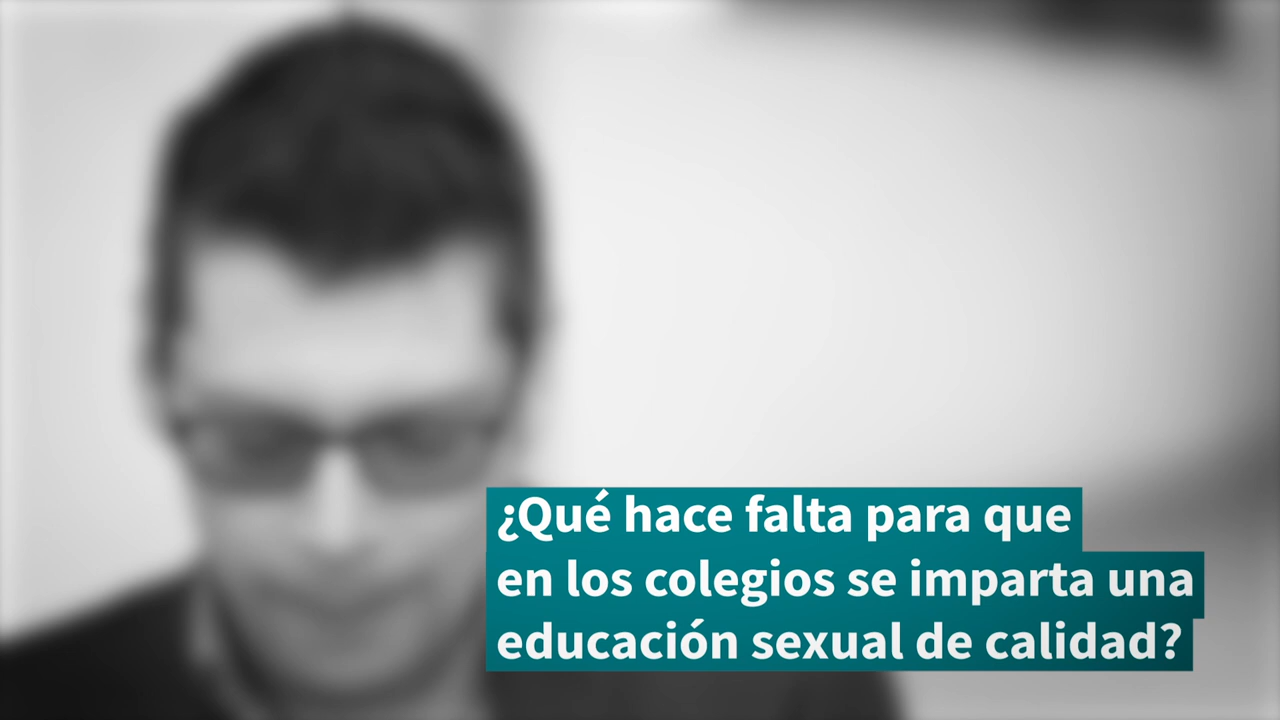 ¿Qué hace falta para que
en los colegios se imparta una
educación sexual de calidad?